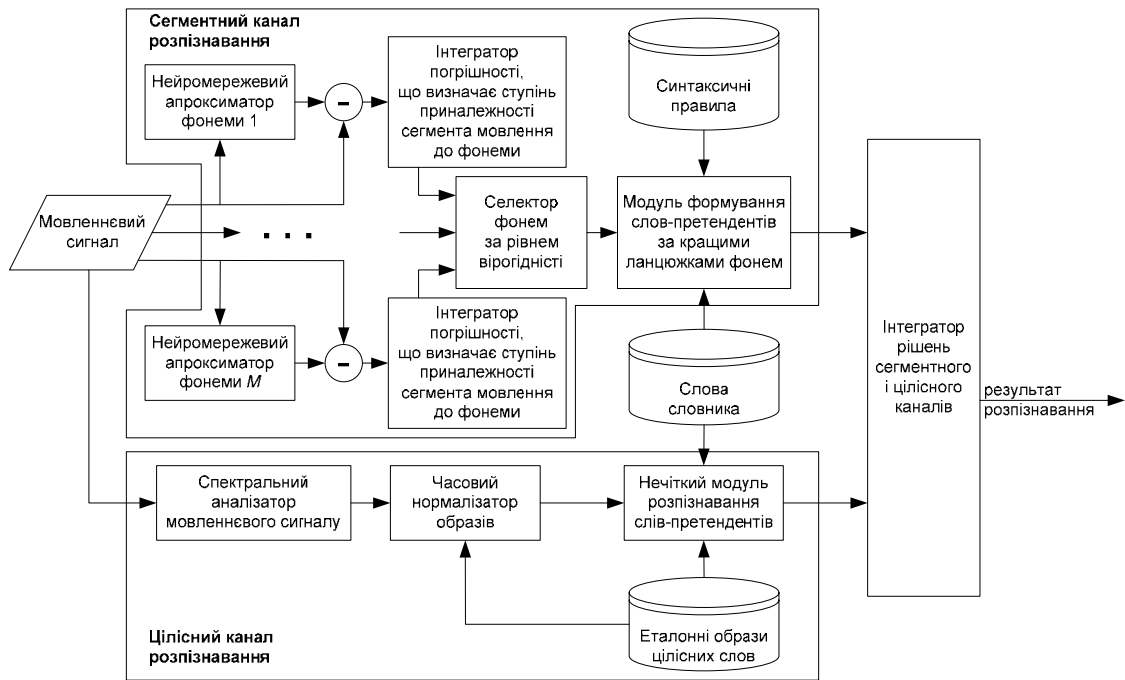 Сегментний канал
розпізнавання
Нейромережевий
апроксиматор
фонеми 1
-
Інтегратор
погрішності,
що визначає ступінь
приналежності
сегмента мовлення
до фонеми
Синтаксичні
правила
Мовленнєвий
сигнал
. . .
Селектор
фонем
за рівнем
вірогідності
Модуль формування
слов-претендентів
за кращими
ланцюжками фонем
Нейромережевий
апроксиматор
фонеми M
-
Інтегратор
погрішності,
що визначає ступінь
приналежності
сегмента мовлення
до фонеми
Слова
словника
Інтегратор
рішень
сегментного
і цілісного
каналів
результат
розпізнавання
Спектральний
аналізатор
мовленнєвого сигналу
Часовий
нормалізатор
образів
Нечіткий модуль
розпізнавання
слів-претендентів
Еталонні образи
цілісних слов
Цілісний канал
розпізнавання